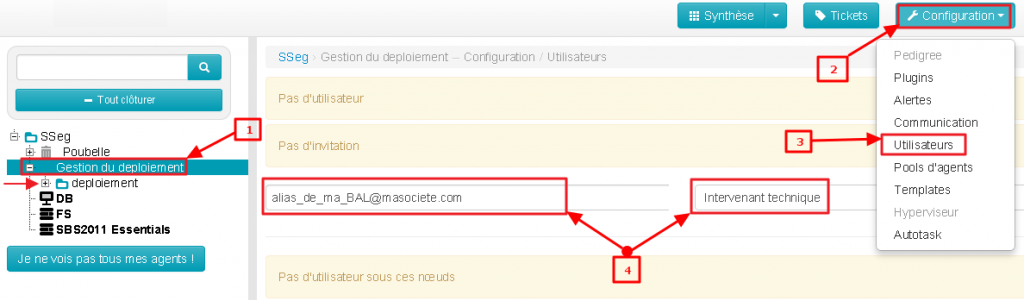 Synthèse
Tickets
Configuration
2
SSeg › Gestion du deploiement – Configuration / Utilisateurs
Pedigree
Plugins
Alertes
Communication
Utilisateurs
Pools d'agents
Templates
Hyperviseur
Autotask
Tout clôturer
Pas d'utilisateur
1
3
SSeg
Poubelle
Gestion du deploiement
deploiement
DB
FS
SBS2011 Essentials
Pas d'invitation
alias_de_ma_BAL@masociete.com
Intervenant technique
4
Je ne vois pas tous mes agents !
Pas d'utilisateur sous ces nœuds